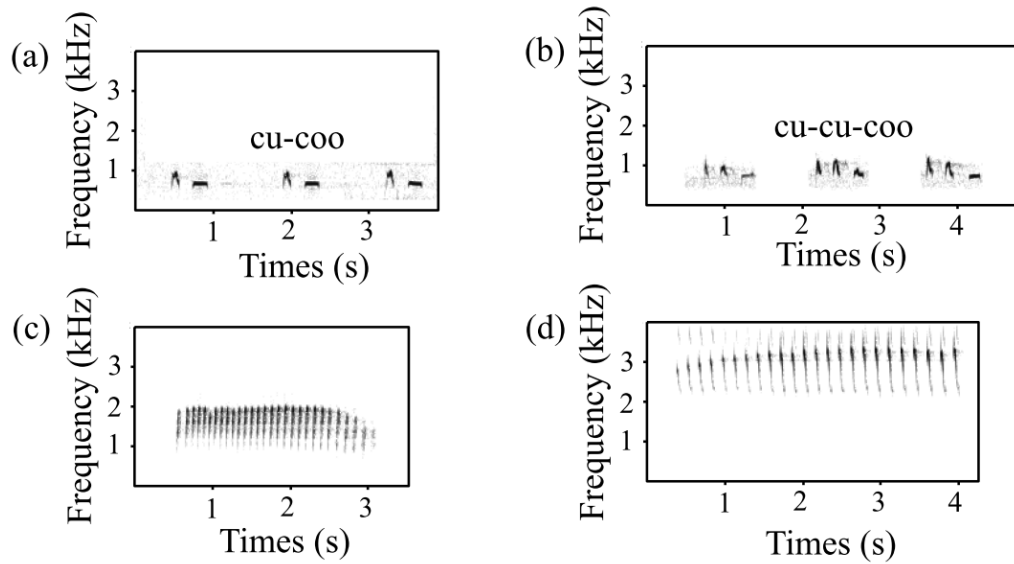 (a)
Frequency (kHz)
3
2
1
cu-coo
1
2
3
Times (s)
(b)
Frequency (kHz)
3
2
1
cu-cu-coo
1
2
3
4
Times (s)
(c)
Frequency (kHz)
3
2
1
1
2
3
Times (s)
(d)
Frequency (kHz)
3
2
1
1
2
3
4
Times (s)